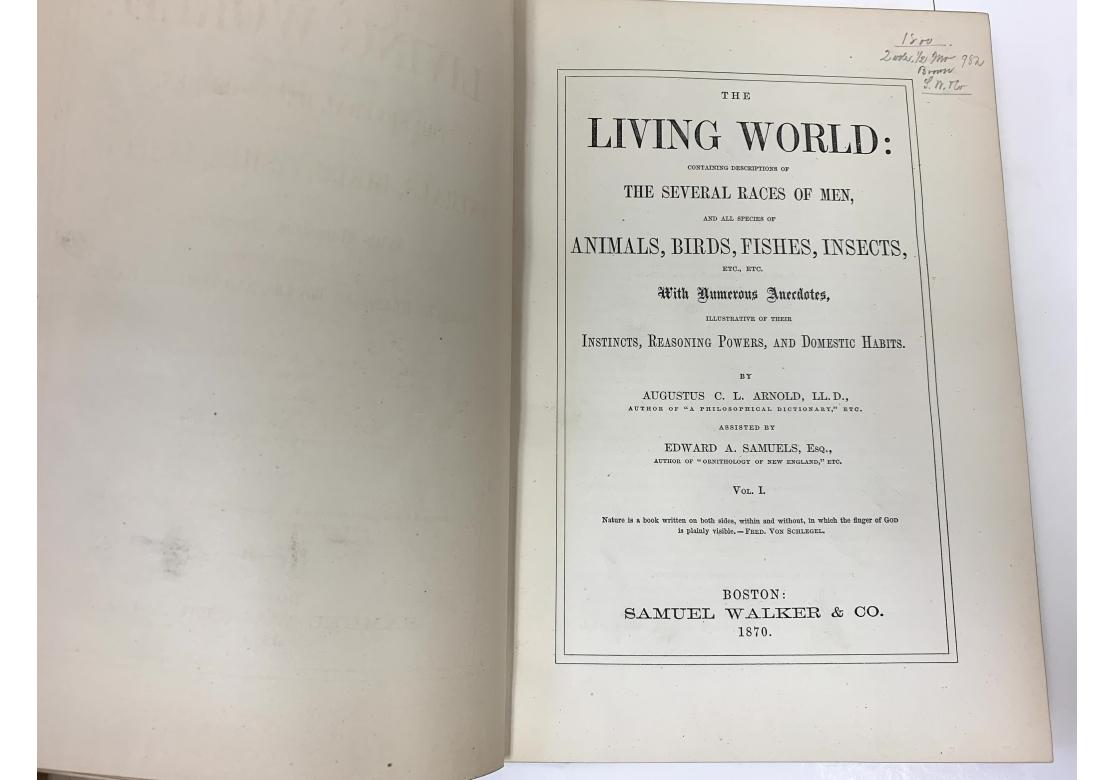 1800
982
THE
LIVING WORLD:
CONTAINING DESCRIPTIONS OF
THE SEVERAL RACES OF MEN,
AND ALL SPECIES OF
ANIMALS, BIRDS, FISHES, INSECTS,
ETC., ETC.
With Numerous Anecdotes,
ILLUSTRATIVE OF THEIR
INSTINCTS, REASONING POWERS, AND DOMESTIC HABITS.
BY
AUGUSTUS C. L. ARNOLD, LL.D.,
AUTHOR OF "A PHILOSOPHICAL DICTIONARY," ETC.
ASSISTED BY
EDWARD A. SAMUELS, ESQ.,
AUTHOR OF "ORNITHOLOGY OF NEW ENGLAND," ETC.
VOL. I.
Nature is a book written on both sides, within and without, in which the finger of GOD
is plainly visible.—FRED. VON SCHLEGEL.
BOSTON:
SAMUEL WALKER & CO.
1870.